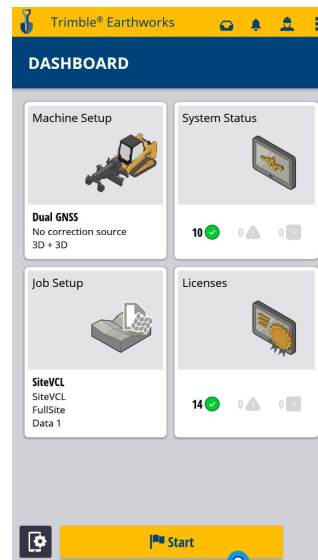 Trimble® Earthworks
DASHBOARD
Machine Setup
Dual GNSS
No correction source
3D + 3D
System Status
10 0 0
Job Setup
SiteVCL
SiteVCL
FullSite
Data 1
Licenses
14 0 0
Start